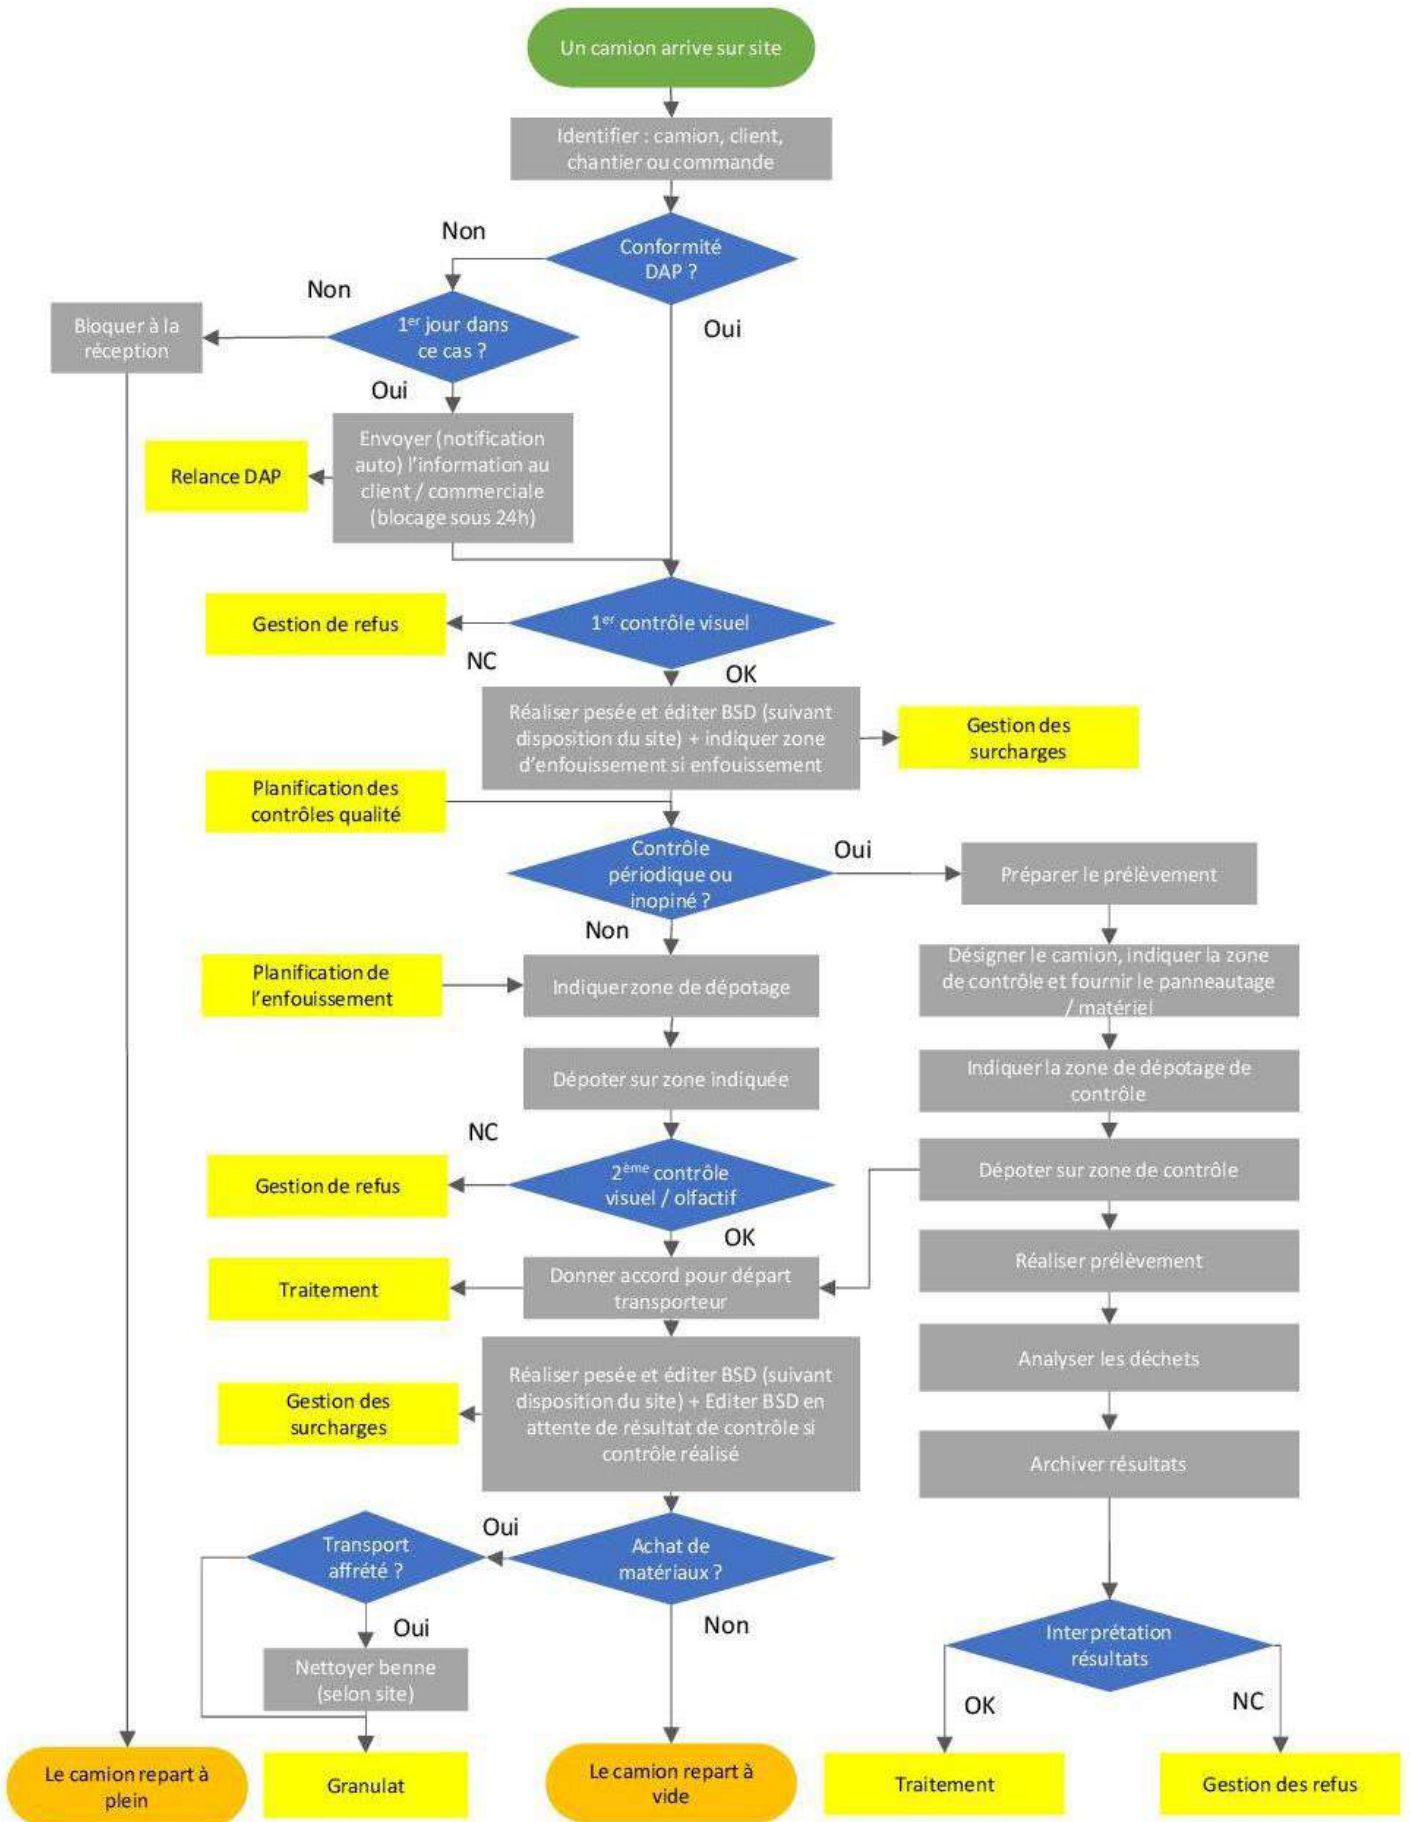 Un camion arrive sur site
Identifier : camion, client,
chantier ou commande
Conformité
DAP ?
Non
Oui
1er jour dans
ce cas ?
Non
Bloquer à la
réception
Oui
Envoyer (notification
auto) l'information au
client / commerciale
(blocage sous 24h)
Relance DAP
1er contrôle visuel
Gestion de refus
NC
OK
Réaliser pesée et éditer BSD (suivant
disposition du site) + indiquer zone
d'enfouissement si enfouissement
Gestion des
surcharges
Planification des
contrôles qualité
Contrôle
périodique ou
inopiné ?
Oui
Préparer le prélèvement
Non
Désigner le camion, indiquer la zone
de contrôle et fournir le panneautage
/ matériel
Planification de
l'enfouissement
Indiquer zone de dépotage
Indiquer la zone de dépotage de
contrôle
Dépoter sur zone indiquée
NC
Dépoter sur zone de contrôle
2ème contrôle
visuel / olfactif
Gestion de refus
OK
Réaliser prélèvement
Donner accord pour départ
transporteur
Traitement
Analyser les déchets
Réaliser pesée et éditer BSD (suivant
disposition du site) + Editer BSD en
attente de résultat de contrôle si
contrôle réalisé
Gestion des
surcharges
Archiver résultats
Achat de
matériaux ?
Oui
Transport
affrété ?
Non
Oui
Nettoyer benne
(selon site)
Interprétation
résultats
OK
NC
Le camion repart à
plein
Granulat
Le camion repart à
vide
Traitement
Gestion des refus